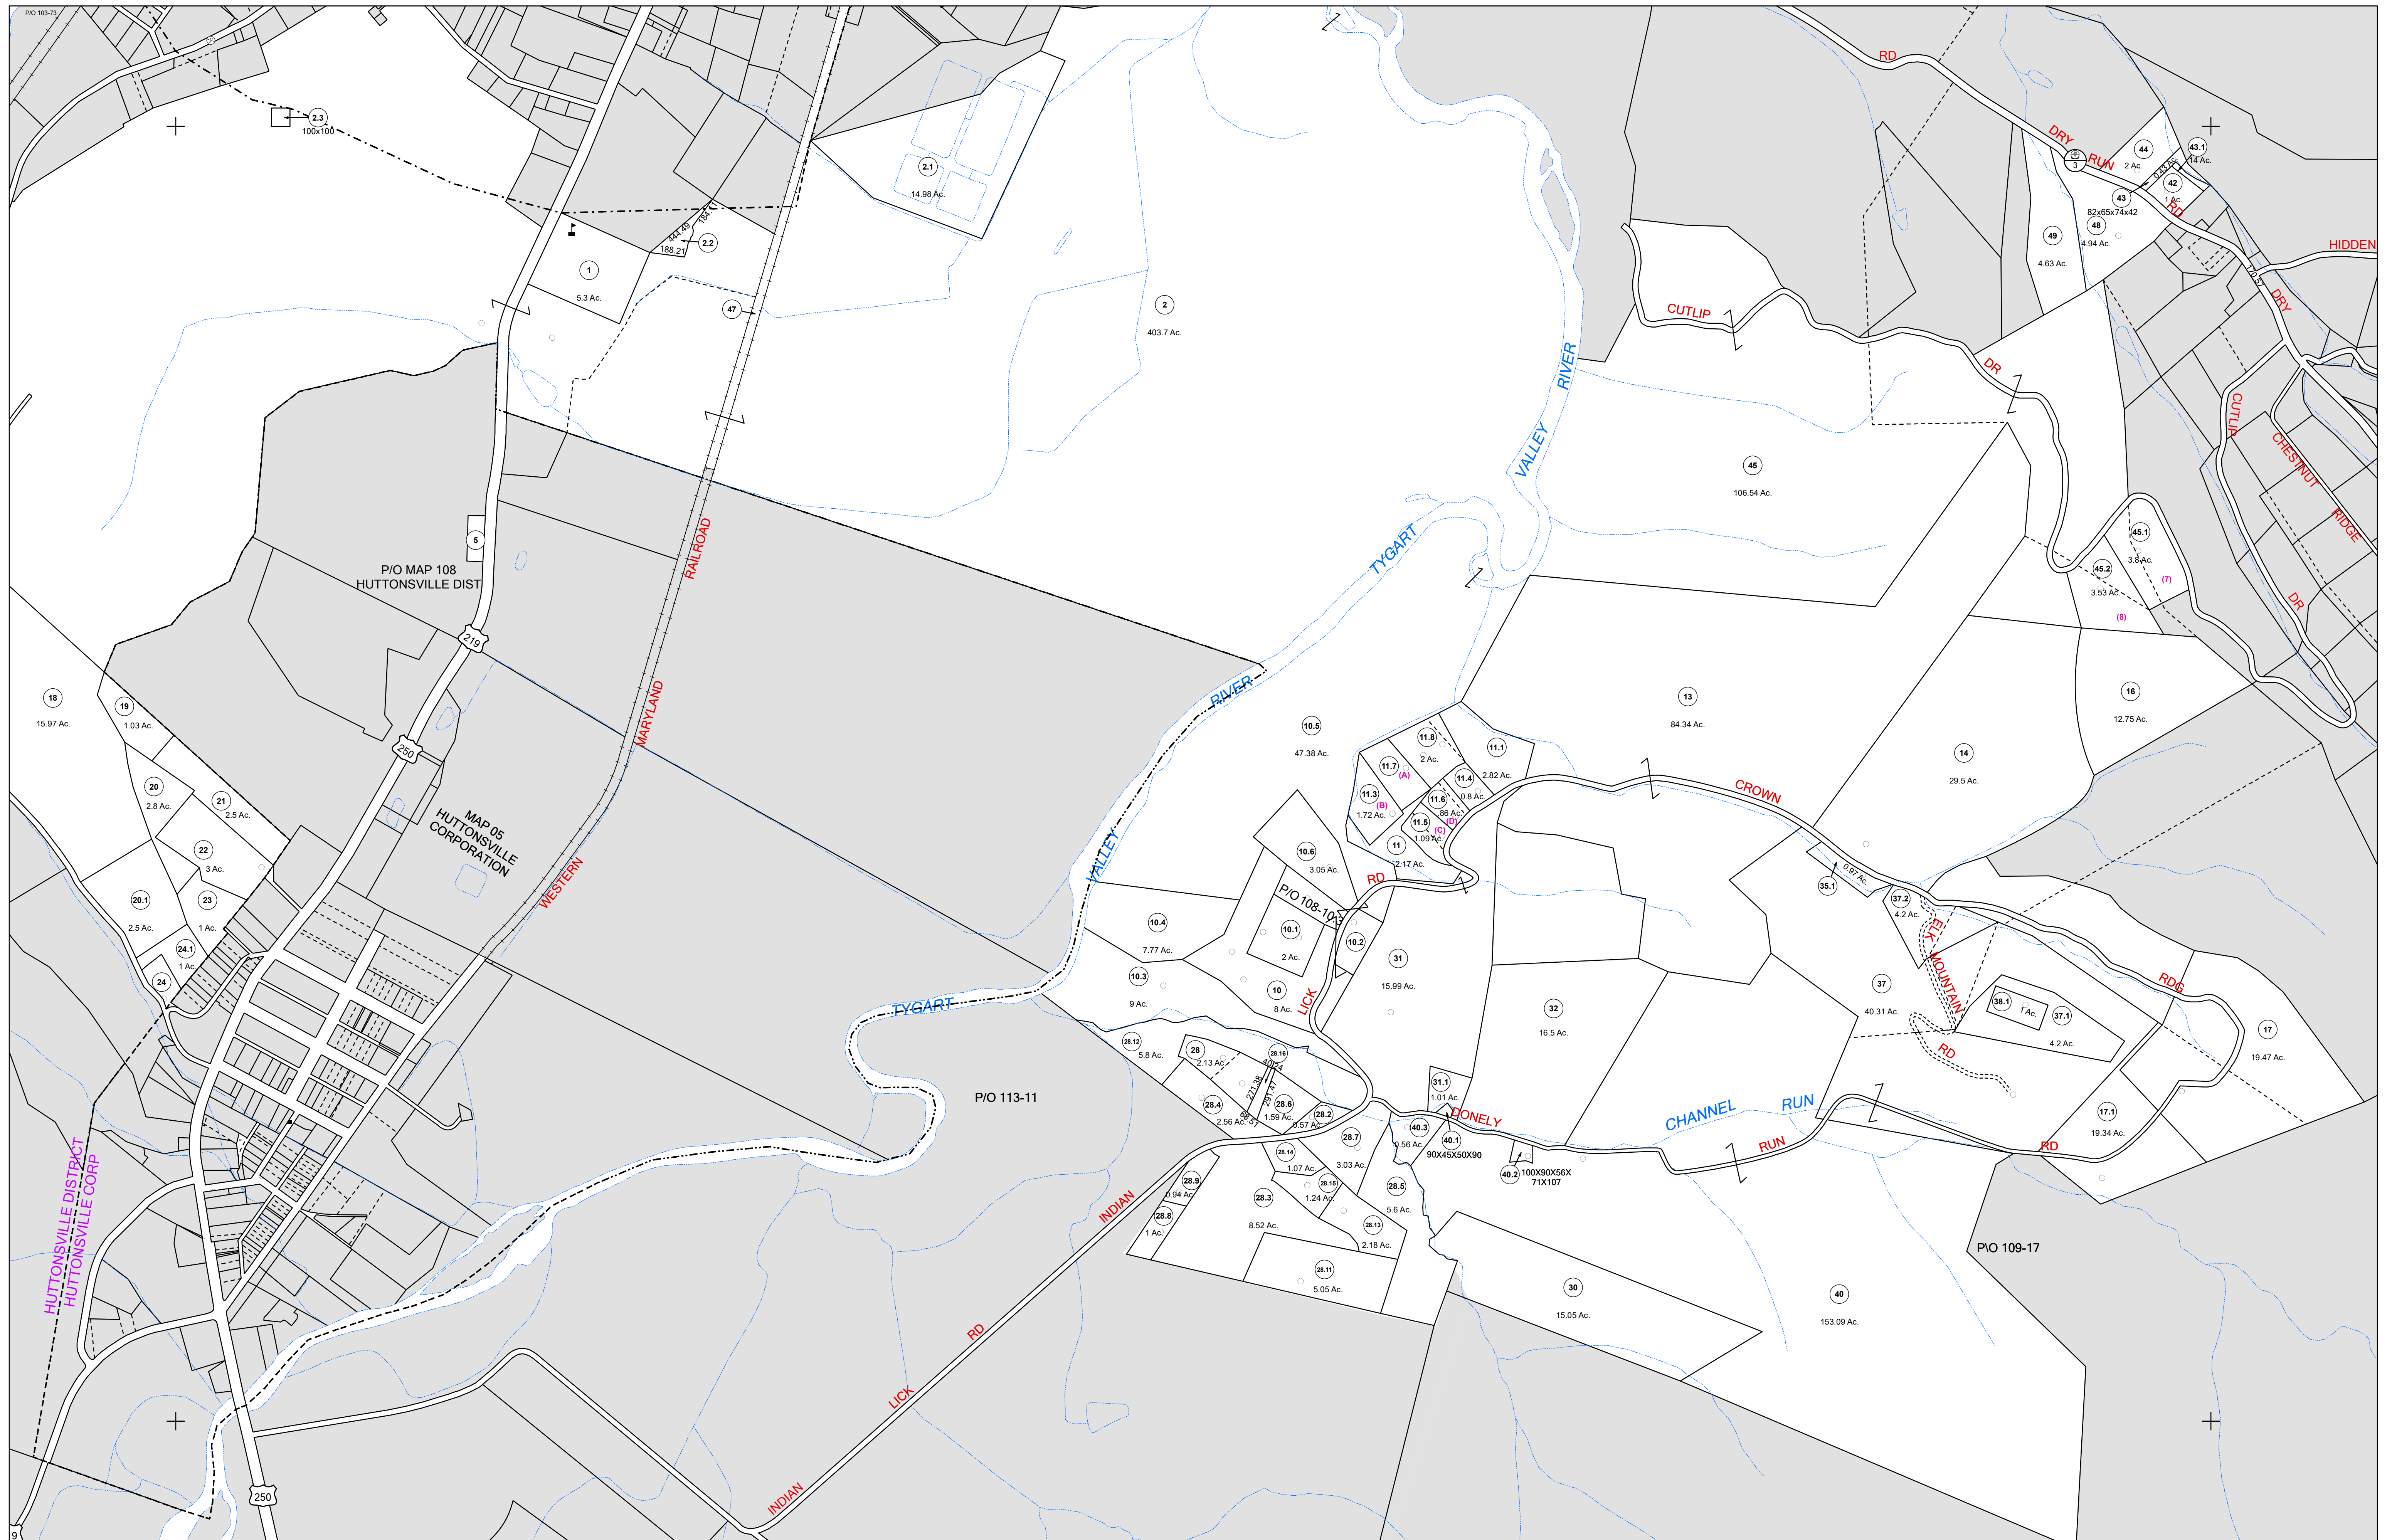 P/O 103-73
RD
2.3
100x100
DRY
RUN
3
44
2 Ac.
43.1
0.43 Ac.
14 Ac.
42
1 Ac.
43
82x65x74x42
RD
48
4.94 Ac.
49
4.63 Ac.
HIDDEN
DRY
2.1
14.98 Ac.
444.49
188.21
2.2
1
5.3 Ac.
47
2
403.7 Ac.
CUTLIP
DR
VALLEY
RIVER
CUTLIP
DR
CHESTNUT
RIDGE
45
106.54 Ac.
45.1
3.8 Ac.
(7)
45.2
3.53 Ac.
(8)
5
P/O MAP 108
HUTTONSVILLE DIST
219
250
WESTERN
MARYLAND
RAILROAD
TYGART
RIVER
VALLEY
TYGART
18
15.97 Ac.
19
1.03 Ac.
20
2.8 Ac.
21
2.5 Ac.
22
3 Ac.
20.1
2.5 Ac.
23
1 Ac.
24.1
1 Ac.
24
MAP 05
HUTTONSVILLE
CORPORATION
13
84.34 Ac.
16
12.75 Ac.
14
29.5 Ac.
10.5
47.38 Ac.
11.8
2 Ac.
11.1
2.82 Ac.
11.7
(A)
11.4
0.8 Ac.
11.3
(B)
1.72 Ac.
11.6
.86 Ac.
(D)
11.5
(C)
1.09 Ac.
11
2.17 Ac.
CROWN
RD
10.6
3.05 Ac.
P/O 108-10
10.4
7.77 Ac.
10.1
2 Ac.
10.2
10.3
9 Ac.
10
8 Ac.
LICK
31
15.99 Ac.
32
16.5 Ac.
35.1
0.97 Ac.
37.2
4.2 Ac.
ELK
MOUNTAIN
RD
37
40.31 Ac.
38.1
1 Ac.
37.1
4.2 Ac.
RDG
17
19.47 Ac.
17.1
19.34 Ac.
28.12
5.8 Ac.
28
2.13 Ac.
28.16
271.38
291.47
28.4
2.56 Ac.
28.6
1.59 Ac.
28.2
0.57 Ac.
31.1
1.01 Ac.
40.3
0.56 Ac.
40.1
90X45X50X90
DONELY
RUN
RD
40.2
100X90X56X
71X107
CHANNEL
RUN
P/O 113-11
28.14
1.07 Ac.
28.7
3.03 Ac.
28.15
1.24 Ac.
28.5
5.6 Ac.
28.9
0.94 Ac.
28.8
1 Ac.
28.3
8.52 Ac.
28.13
2.18 Ac.
28.11
5.05 Ac.
30
15.05 Ac.
40
153.09 Ac.
P\O 109-17
HUTTONSVILLE DISTRICT
HUTTONSVILLE CORP
INDIAN
LICK
RD
INDIAN
250
9